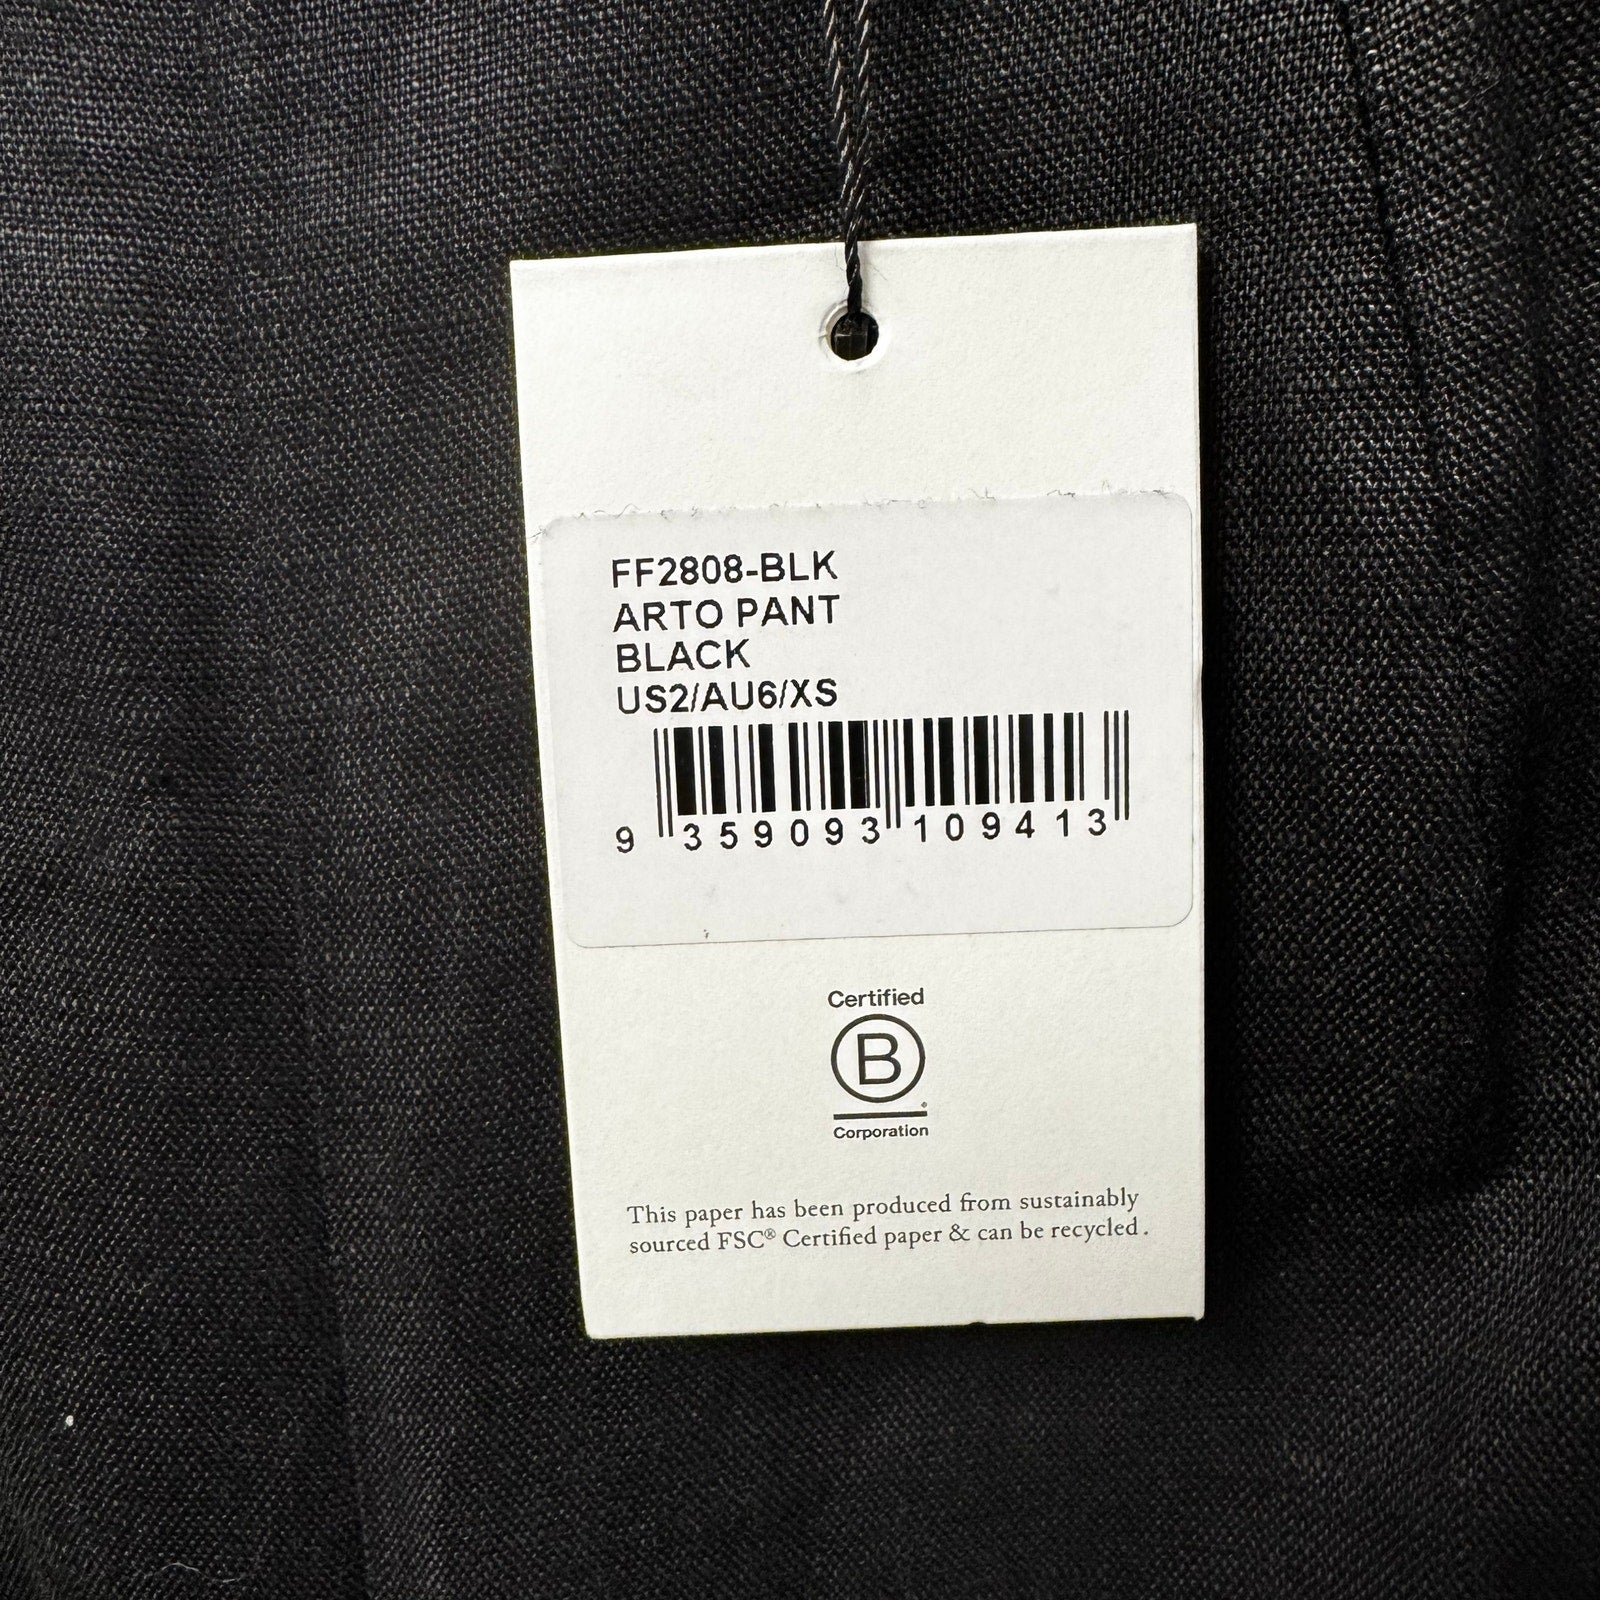 FF2808-BLK
ARTO PANT
BLACK
US2/AU6/XS
9 359093 109413
Certified
B
Corporation
This paper has been produced from sustainably
sourced FSC® Certified paper & can be recycled.